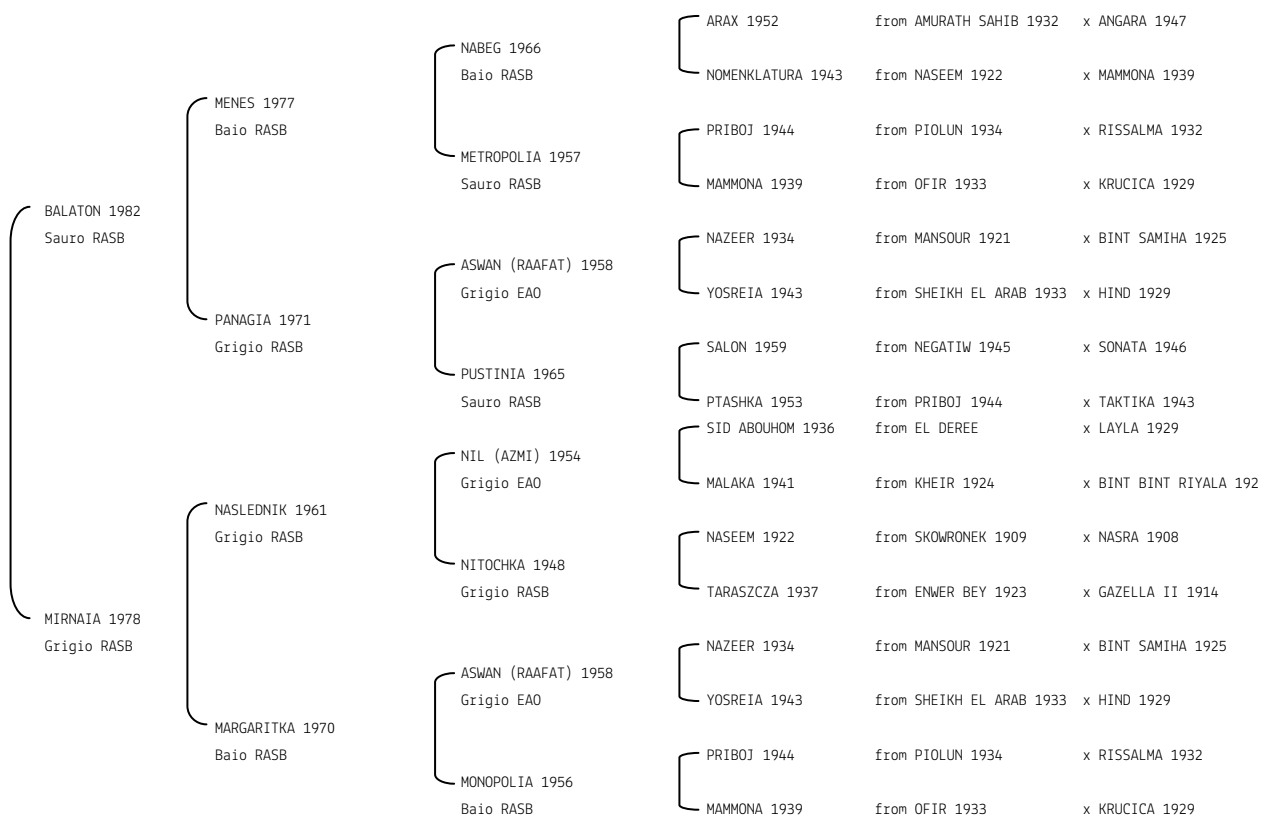 ARAX 1952 from AMURATH SAHIB 1932 x ANGARA 1947
NABEG 1966
Baio RASB NOMENKLATURA 1943 from NASEEM 1922 x MAMMONA 1939
MENES 1977
Baio RASB PRIBOJ 1944 from PIOLUN 1934 x RISSALMA 1932
METROPOLIA 1957
Sauro RASB MAMMONA 1939 from OFIR 1933 x KRUCICA 1929
BALATON 1982
Sauro RASB NAZEER 1934 from MANSOUR 1921 x BINT SAMIHA 1925
ASWAN (RAAFAT) 1958
Grigio EAO YOSREIA 1943 from SHEIKH EL ARAB 1933 x HIND 1929
PANAGIA 1971
Grigio RASB SALON 1959 from NEGATIW 1945 x SONATA 1946
PUSTINIA 1965
Sauro RASB PTASHKA 1953 from PRIBOJ 1944 x TAKTIKA 1943
SID ABOUHOM 1936 from EL DEREE x LAYLA 1929
NIL (AZMI) 1954
Grigio EAO MALAKA 1941 from KHEIR 1924 x BINT BINT RIYALA 192
NASLEDNIK 1961
Grigio RASB NASEEM 1922 from SKOWRONEK 1909 x NASRA 1908
NITOCHKA 1948
Grigio RASB TARASZCZA 1937 from ENWER BEY 1923 x GAZELLA II 1914
MIRNAIA 1978
Grigio RASB NAZEER 1934 from MANSOUR 1921 x BINT SAMIHA 1925
ASWAN (RAAFAT) 1958
Grigio EAO YOSREIA 1943 from SHEIKH EL ARAB 1933 x HIND 1929
MARGARITKA 1970
Baio RASB PRIBOJ 1944 from PIOLUN 1934 x RISSALMA 1932
MONOPOLIA 1956
Baio RASB MAMMONA 1939 from OFIR 1933 x KRUCICA 1929